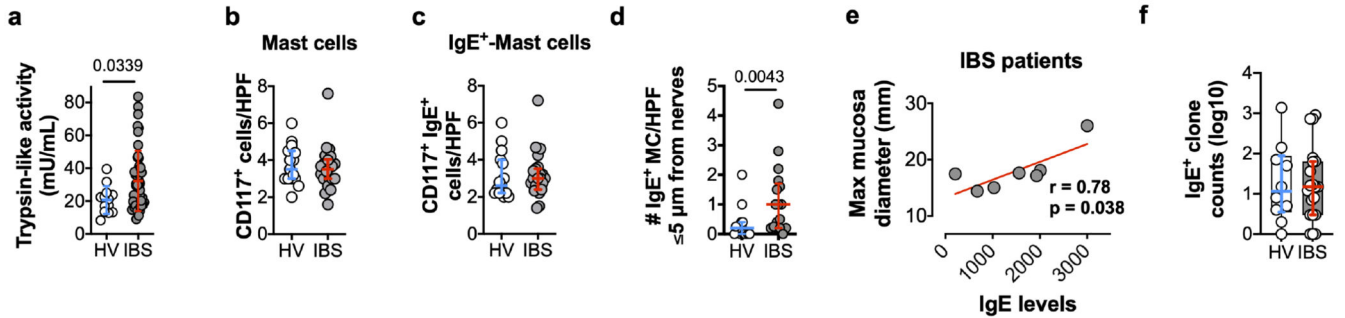 a
Trypsin-like activity
(mU/mL)
0.0339
80
60
40
20
0
HV IBS
b
Mast cells
CD117+ cells/HPF
8
6
4
2
0
HV IBS
c
IgE+-Mast cells
CD117+ IgE+
cells/HPF
8
6
4
2
0
HV IBS
d
# IgE+ MC/HPF
≤5 µm from nerves
0.0043
5
4
3
2
1
0
HV IBS
e
IBS patients
Max mucosa
diameter (mm)
30
20
10
r = 0.78
p = 0.038
0
1000
2000
3000
IgE levels
f
IgE+ clone
counts (log10)
4
3
2
1
0
HV IBS